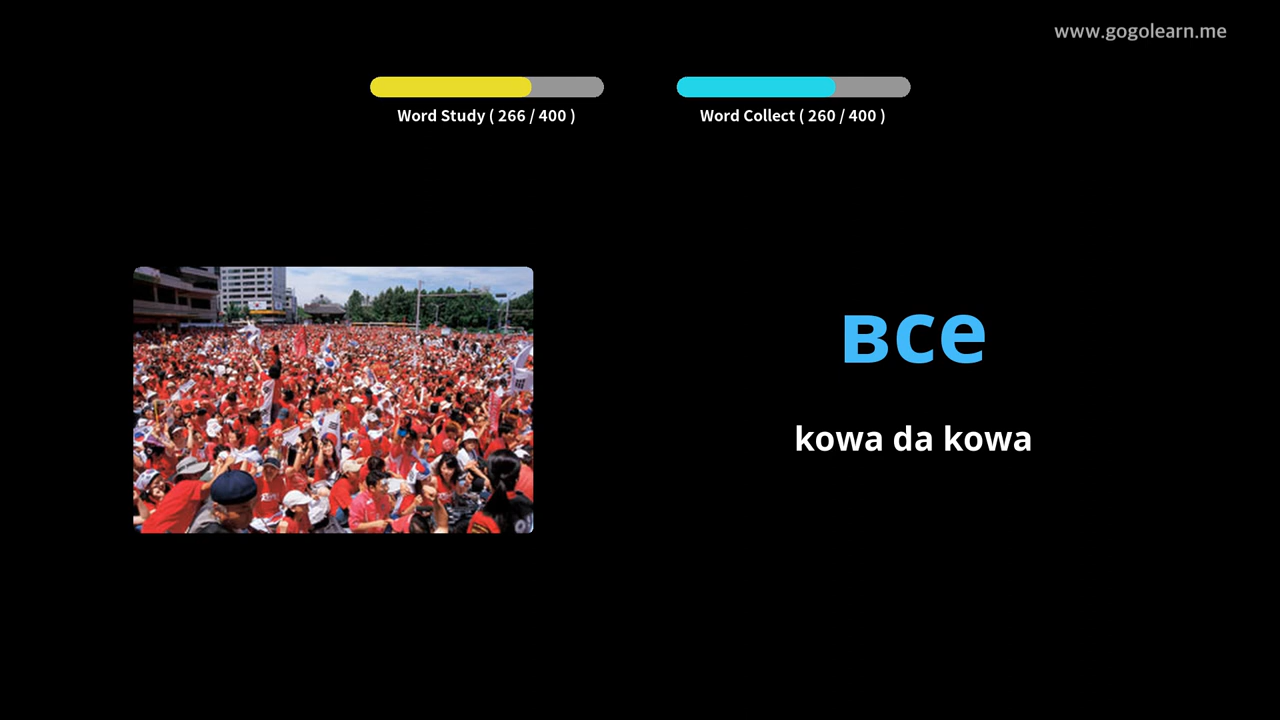 www.gogolearn.me
Word Study ( 266 / 400 )
Word Collect ( 260 / 400 )
все
kowa da kowa